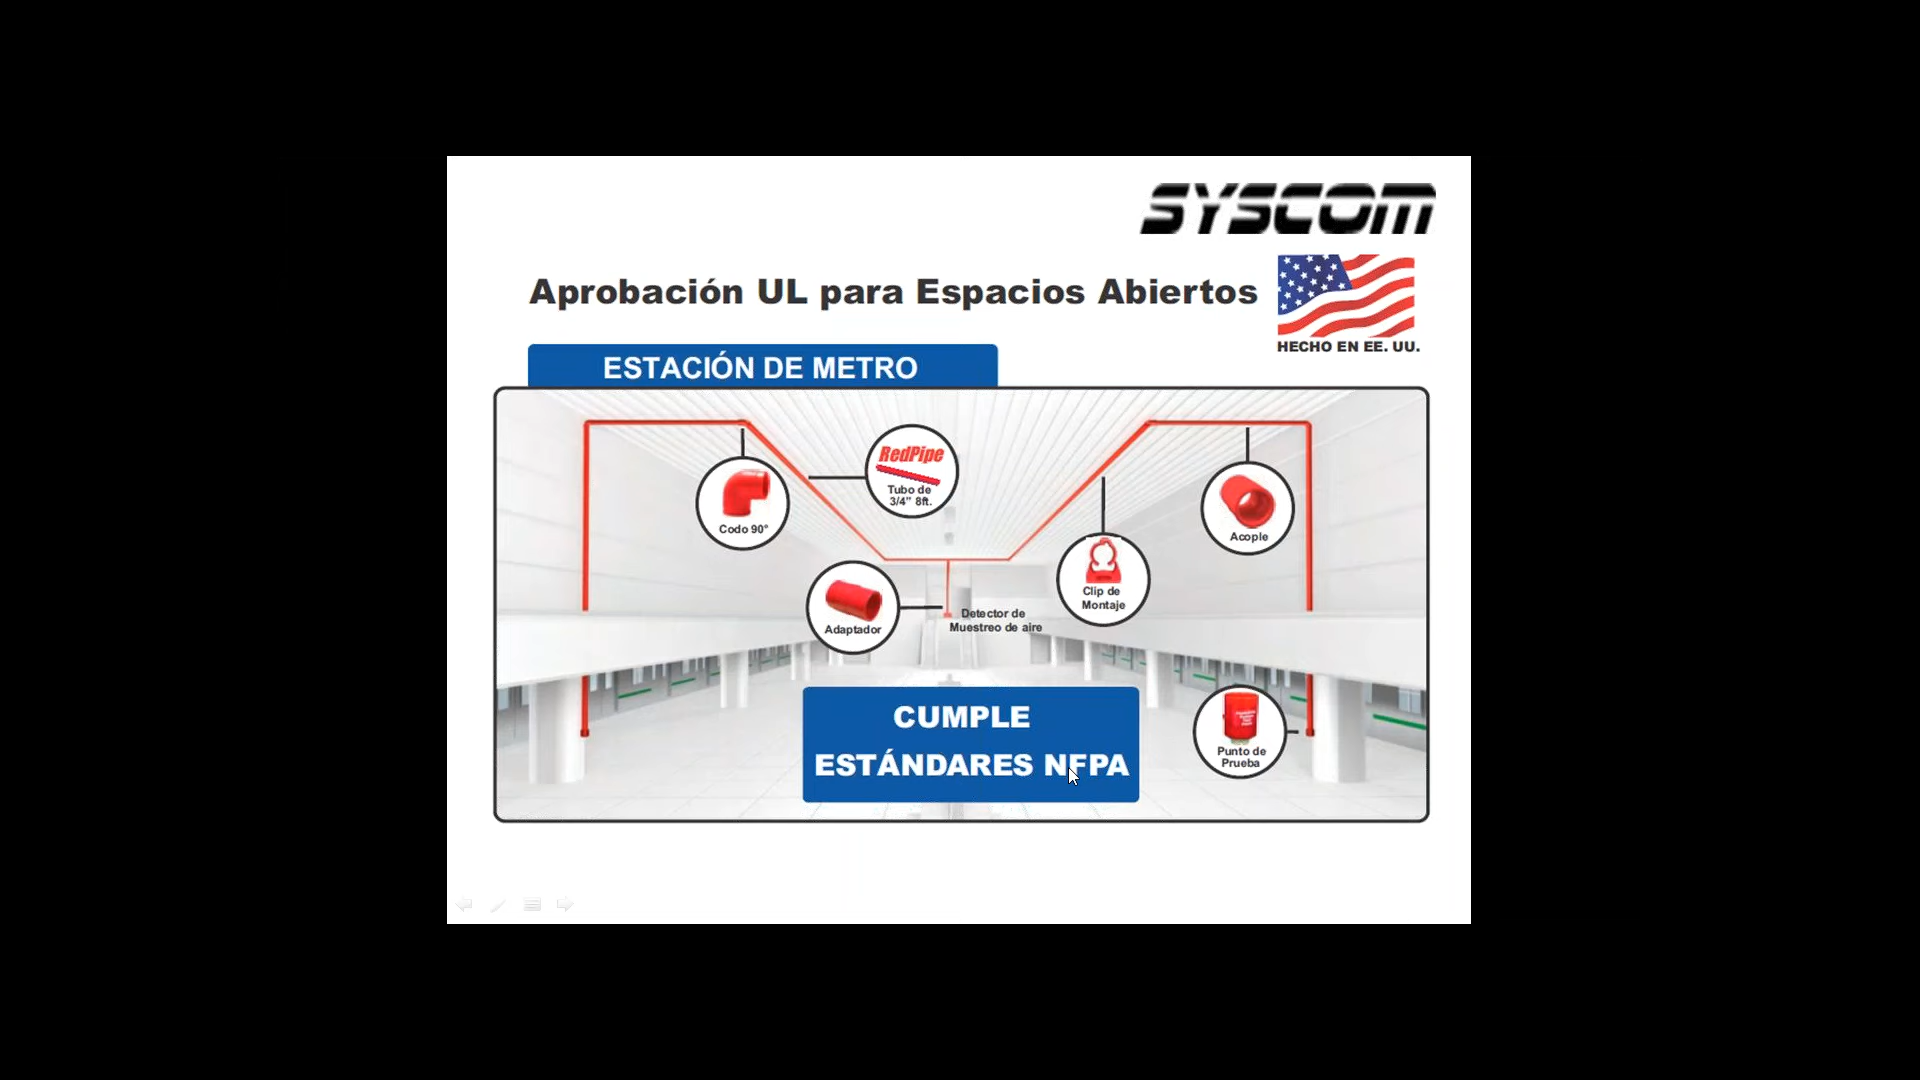 SYSCOM
Aprobación UL para Espacios Abiertos
HECHO EN EE. UU.
ESTACIÓN DE METRO
RedPipe
Tubo de
3/4" 8ft.
Codo 90°
Acople
Clip de
Montaje
Adaptador
Detector de
Muestreo de aire
CUMPLE
ESTÁNDARES NFPA
Punto de
Prueba